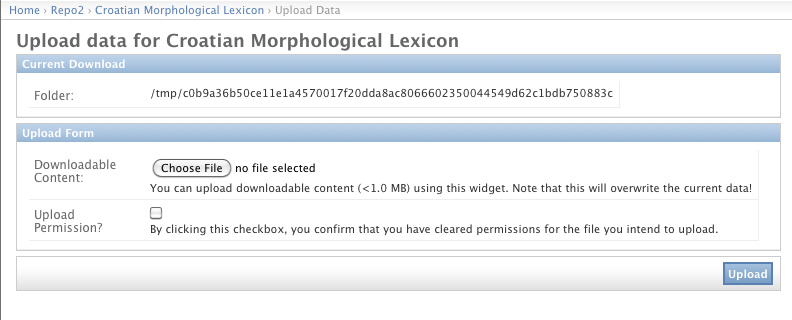 Home › Repo2 › Croatian Morphological Lexicon › Upload Data
Upload data for Croatian Morphological Lexicon
Current Download
Folder: /tmp/c0b9a36b50ce11e1a4570017f20dda8ac8066602350044549d62c1bdb750883c
Upload Form
Downloadable Content: Choose File no file selected
You can upload downloadable content (<1.0 MB) using this widget. Note that this will overwrite the current data!
Upload Permission?
By clicking this checkbox, you confirm that you have cleared permissions for the file you intend to upload.
Upload